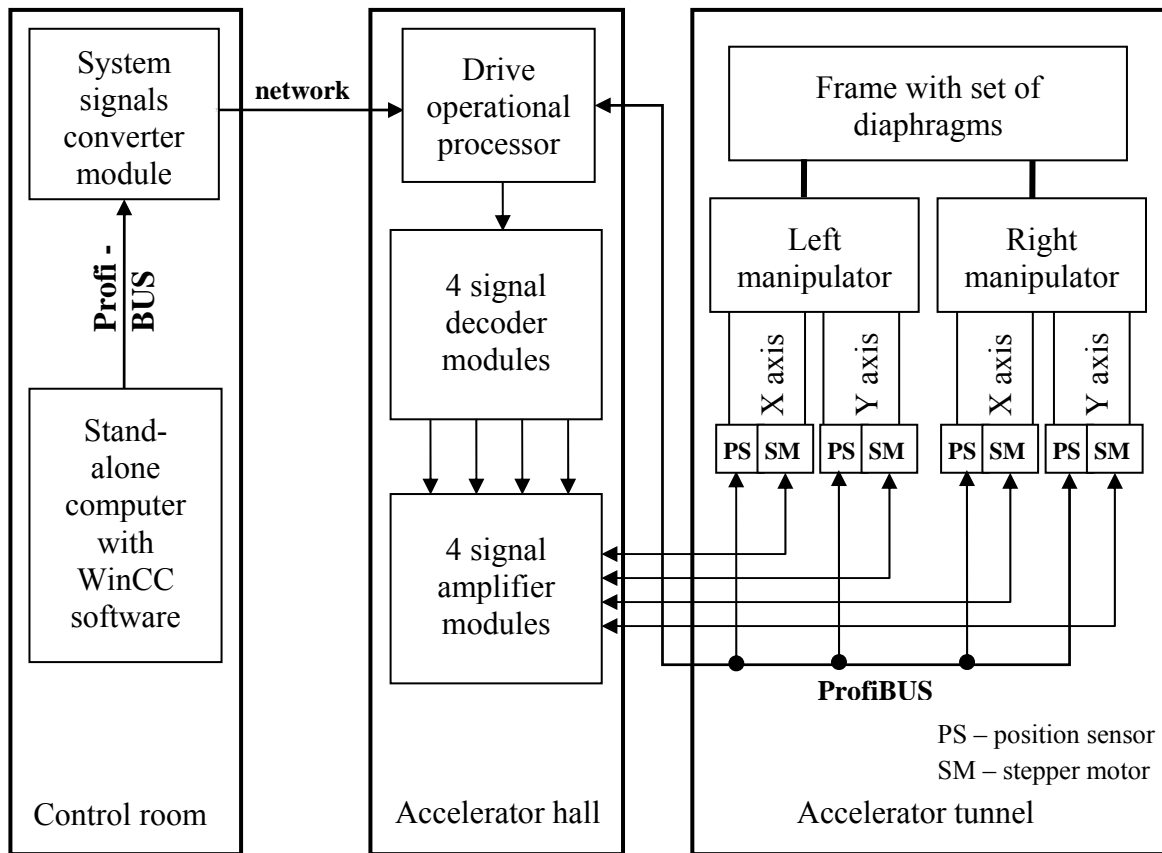 System
signals
converter
module
Profi -
BUS
Stand-
alone
computer
with
WinCC
software
Control room
network
Drive
operational
processor
4 signal
decoder
modules
4 signal
amplifier
modules
Accelerator hall
Frame with set of
diaphragms
Left
manipulator
Right
manipulator
X axis
Y axis
X axis
Y axis
PS SM PS SM PS SM PS SM
ProfiBUS
PS – position sensor
SM – stepper motor
Accelerator tunnel